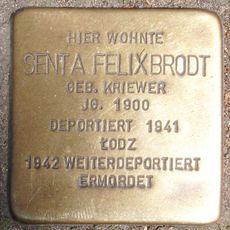 HIER WOHNTE
SENTA FELIXBRODT
GEB. KRIEWER
JG. 1900
DEPORTIERT 1941
ŁODZ
1942 WEITERDEPORTIERT
ERMORDET